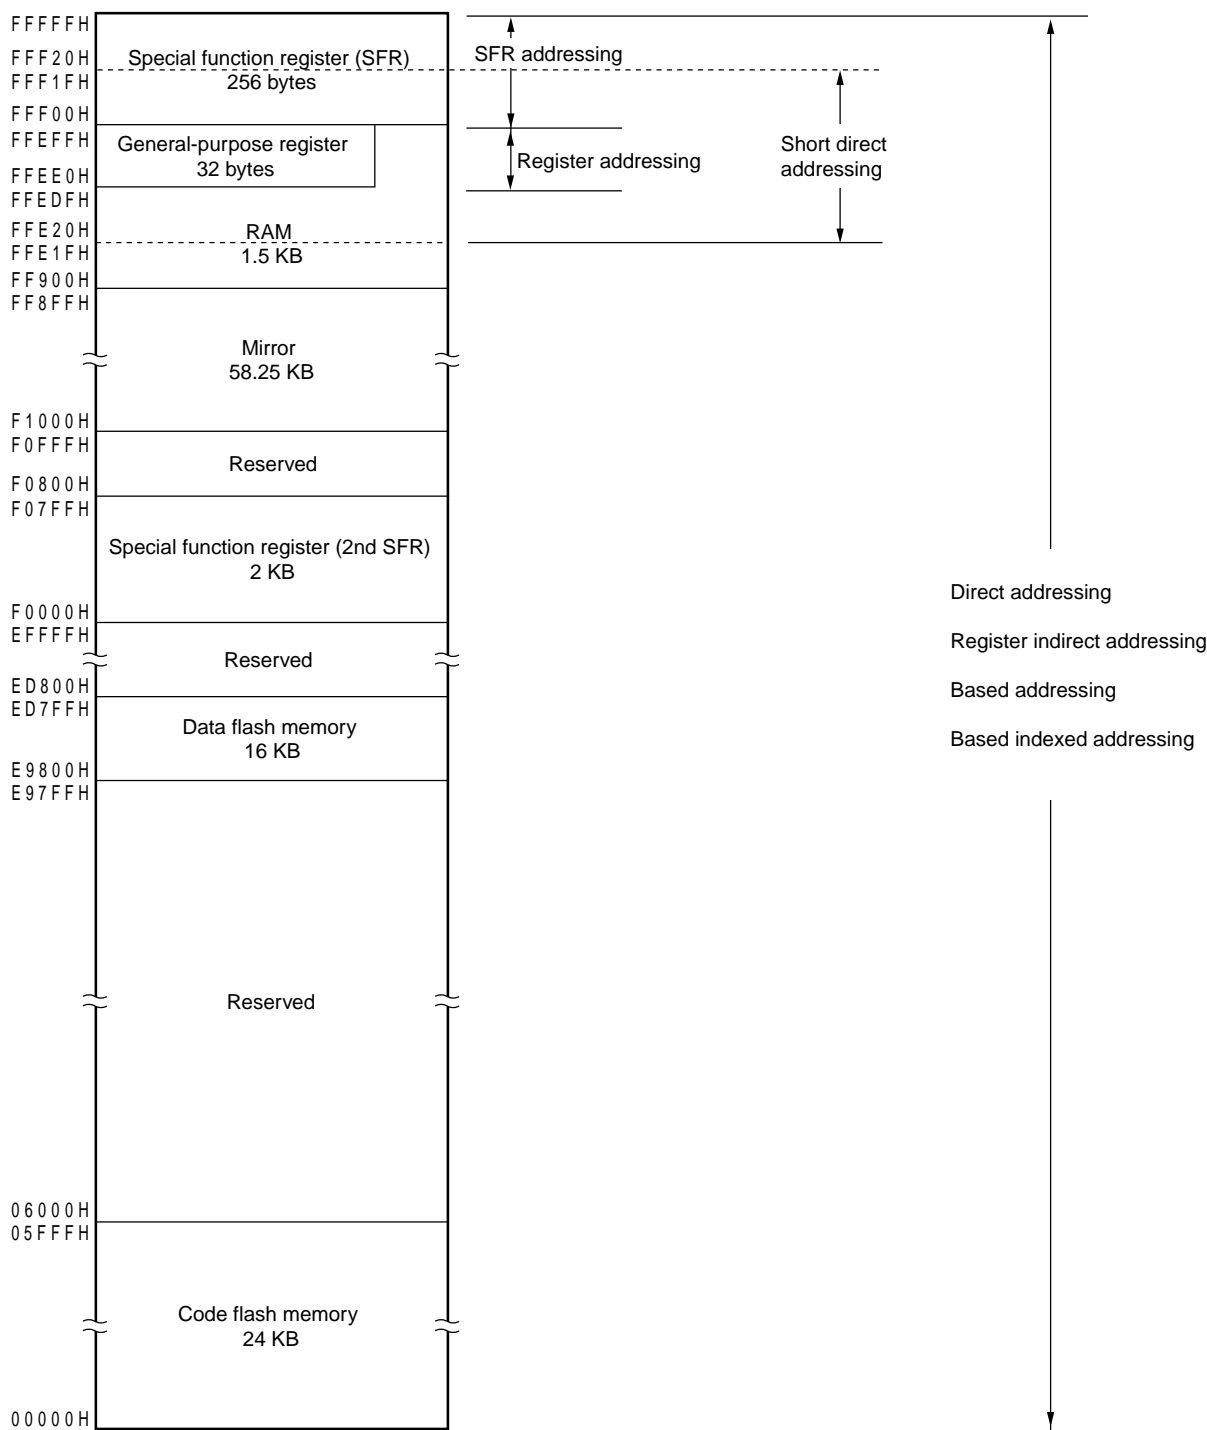 FFFFFH
FFF20H
Special function register (SFR)
SFR addressing
FFF1FH
256 bytes
FFF00H
FFEFFH
General-purpose register
32 bytes
Register addressing
Short direct
addressing
FFEE0H
FFEDFH
FFE20H
RAM
FFE1FH
1.5 KB
FF900H
FF8FFH
Mirror
58.25 KB
F1000H
F0FFFH
Reserved
F0800H
F07FFH
Special function register (2nd SFR)
2 KB
F0000H
EFFFFH
Reserved
ED800H
ED7FFH
Data flash memory
16 KB
E9800H
E97FFH
Direct addressing
Register indirect addressing
Based addressing
Based indexed addressing
Reserved
06000H
05FFFH
Code flash memory
24 KB
00000H